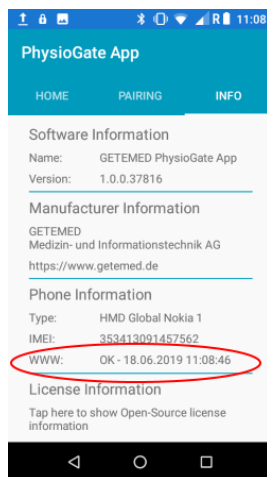 R 11:08
PhysioGate App
HOME PAIRING INFO
Software Information
Name: GETEMED PhysioGate App
Version: 1.0.0.37816
Manufacturer Information
GETEMED
Medizin- und Informationstechnik AG
https://www.getemed.de
Phone Information
Type: HMD Global Nokia 1
IMEI: 353413091457562
WWW: OK - 18.06.2019 11:08:46
License Information
Tap here to show Open-Source license
information